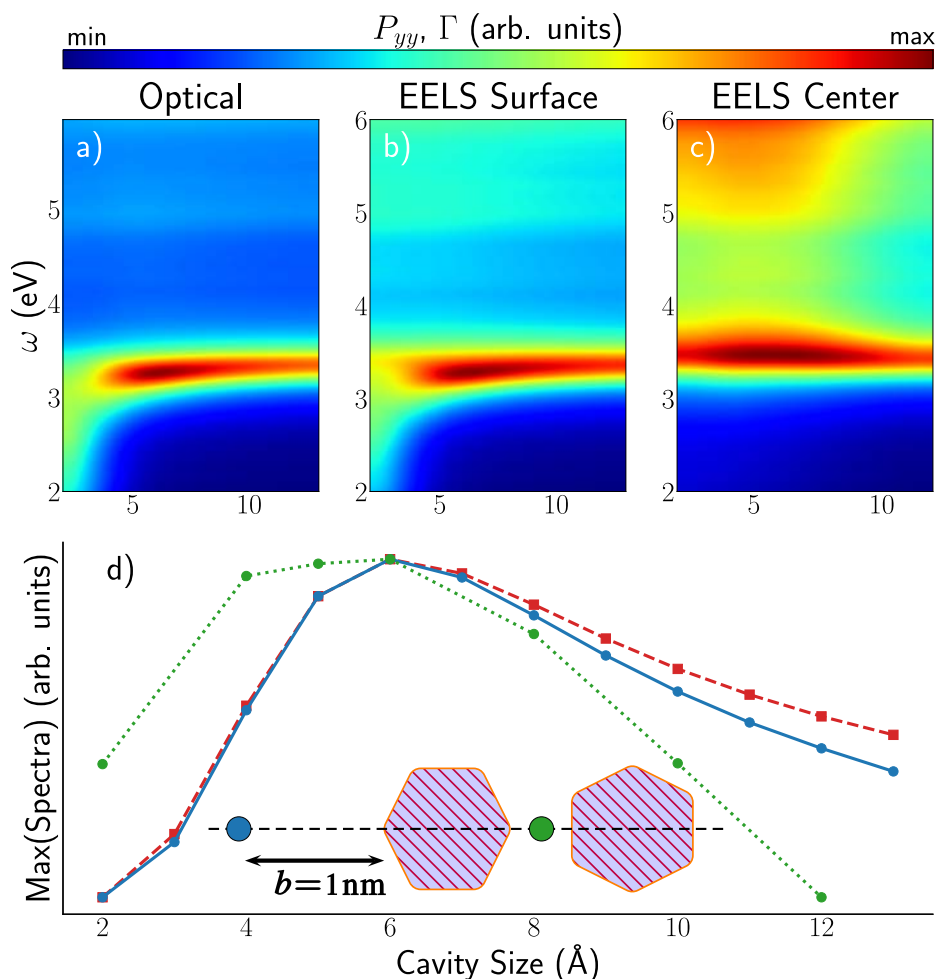 P_yy, Γ (arb. units)
min
max
Optical
EELS Surface
EELS Center
a)
b)
c)
ω (eV)
5
4
3
2
5
10
6
5
4
3
2
5
10
6
5
4
3
2
5
10
d)
Max(Spectra) (arb. units)
b=1nm
2
4
6
8
10
12
Cavity Size (Å)